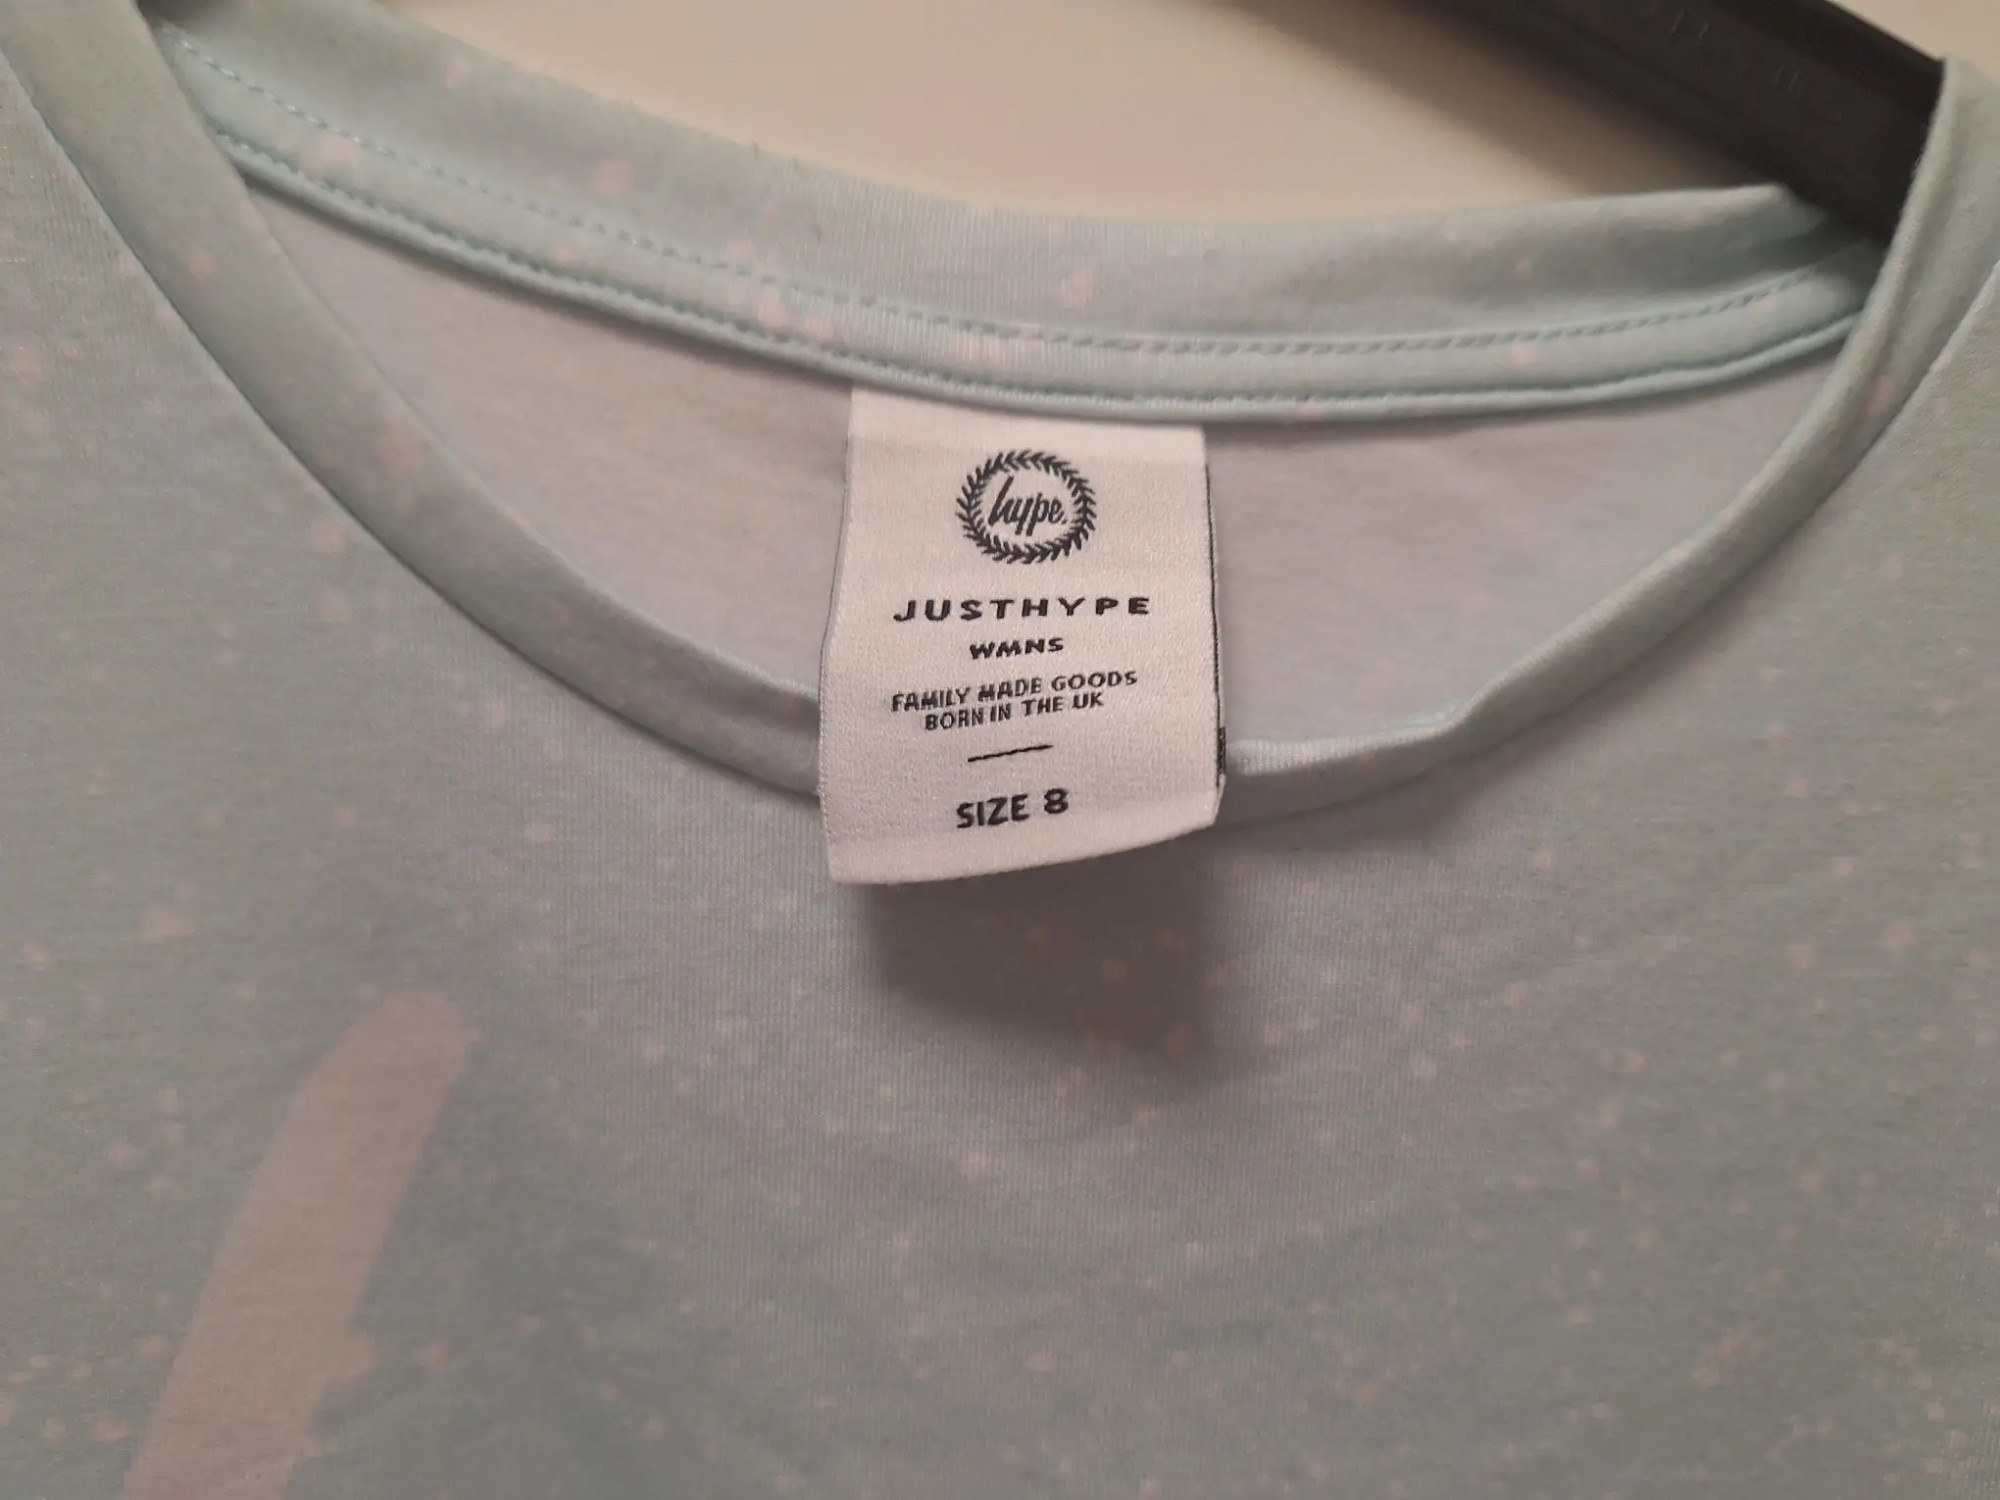 hype.
JUSTHYPE
WMNS
FAMILY MADE GOODS
BORN IN THE UK
SIZE 8